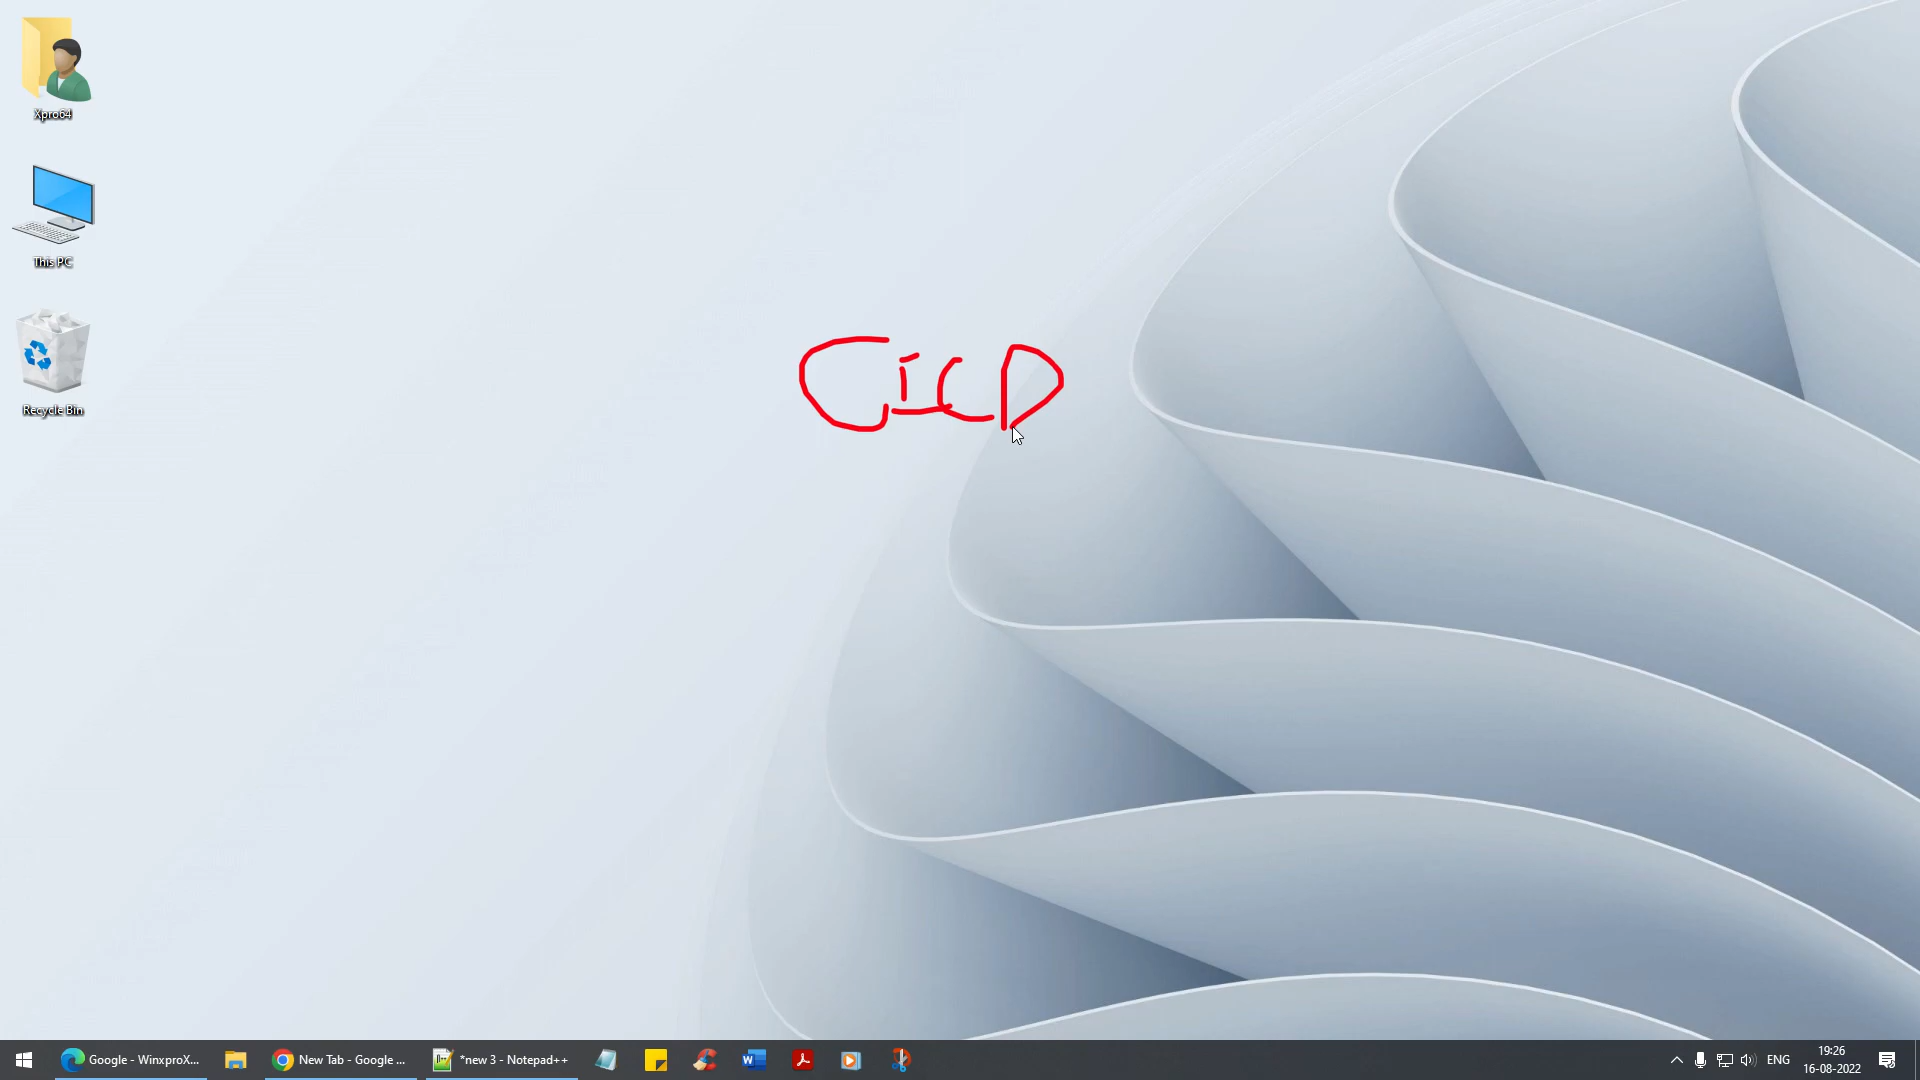 Xpro64
This PC
Recycle Bin
CICD
Google - WinxproX...
New Tab - Google ...
*new 3 - Notepad++
ENG
19:26
16-08-2022